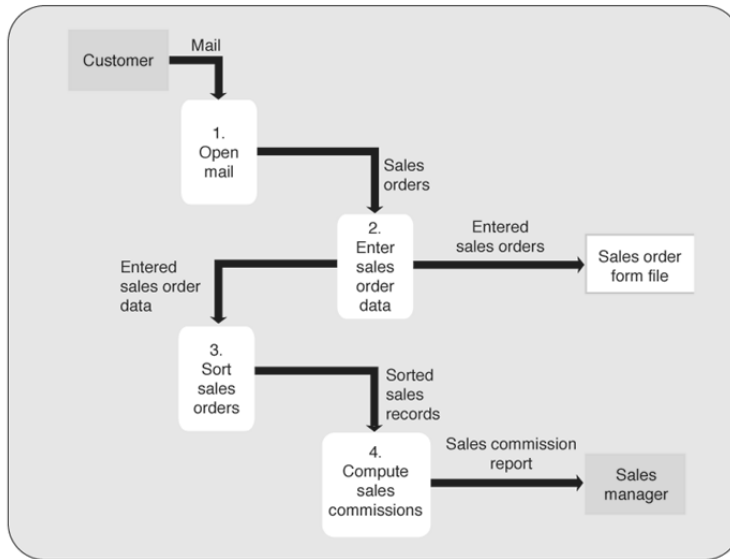 Mail
Customer
1.
Open
mail
Sales
orders
2.
Enter
sales
order
data
Entered
sales orders
Sales order
form file
Entered
sales order
data
3.
Sort
sales
orders
Sorted
sales
records
4.
Compute
sales
commissions
Sales commission
report
Sales
manager